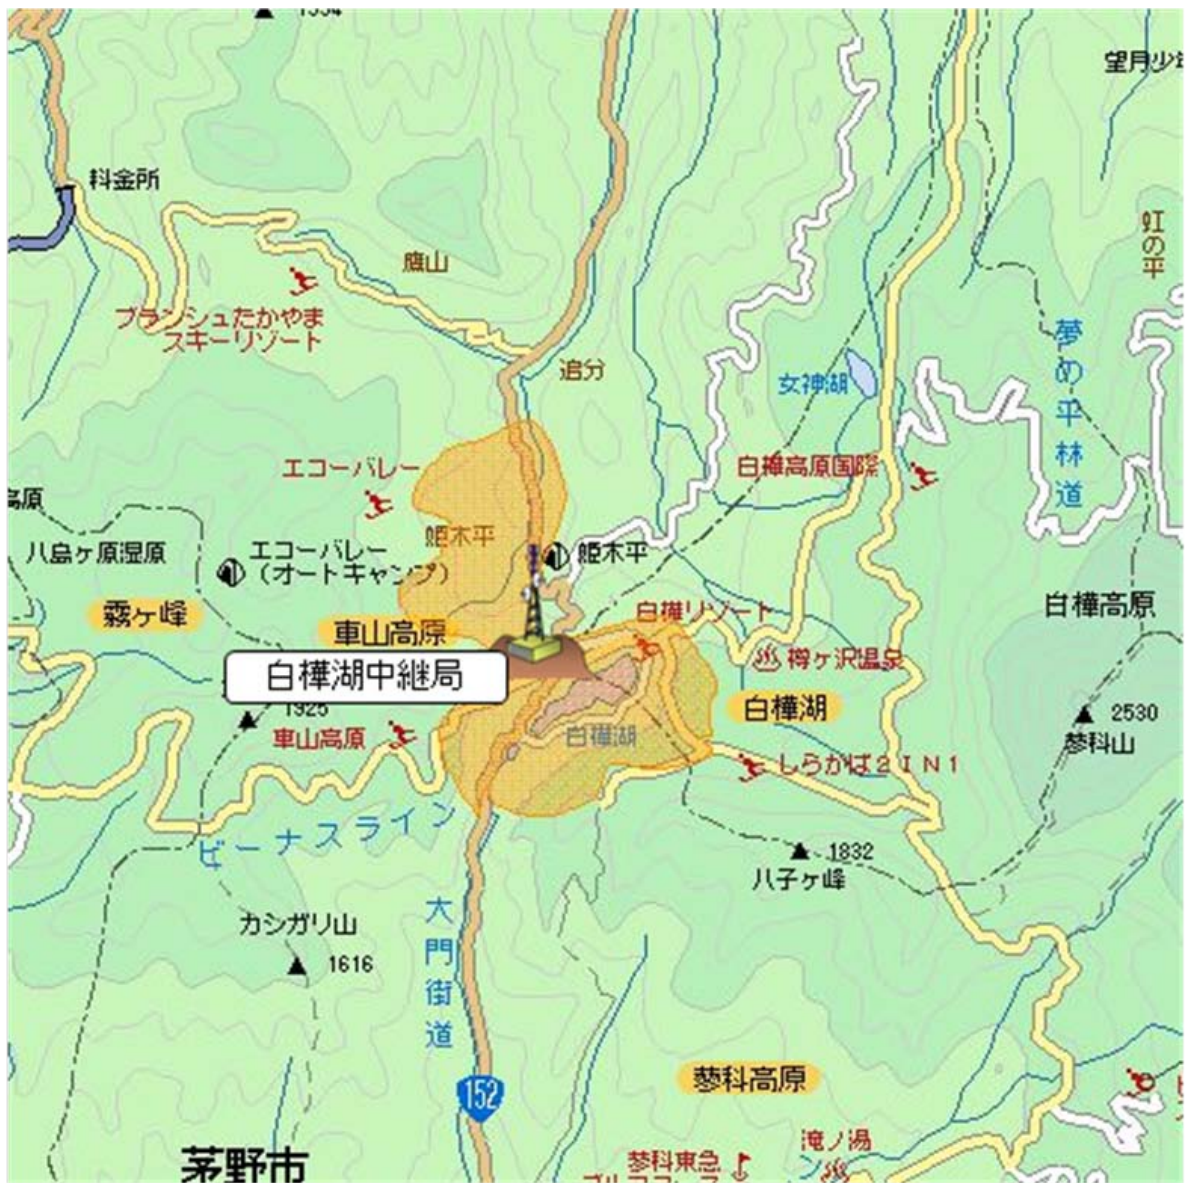 料金所
虹の平
鷹山
ブランシュたかやま
スキーリゾート
追分
夢の平林道
女神湖
エコーバレー
白樺高原国際
姫木平
八島ヶ原湿原
エコーバレー
(オートキャンプ)
姫木平
霧ヶ峰
車山高原
白樺リゾート
白樺高原
樽ヶ沢温泉
白樺湖中継局
1925
白樺湖
2530
蓼科山
車山高原
白樺湖
しらかば2IN1
ビーナスライン
1832
八子ヶ峰
カシガリ山
1616
大門街道
152
蓼科高原
茅野市
蓼科東急
滝ノ湯